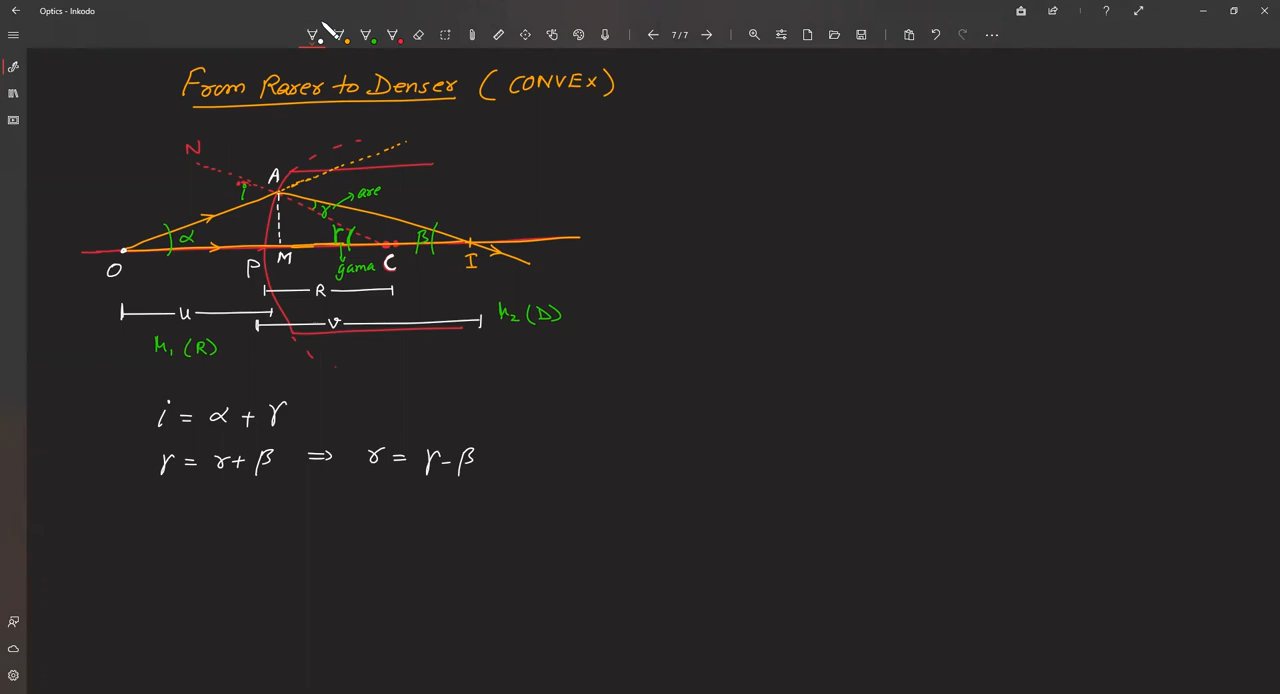 Optics - Inkodo
7/7
From Rarer to Denser (CONVEX)
N
A
i
r → are
α
γ
β
O
P
M
gama
C
I
R
u
v
μ₂ (D)
μ₁ (R)
i = α + γ
γ = r + β ⇒ r = γ - β